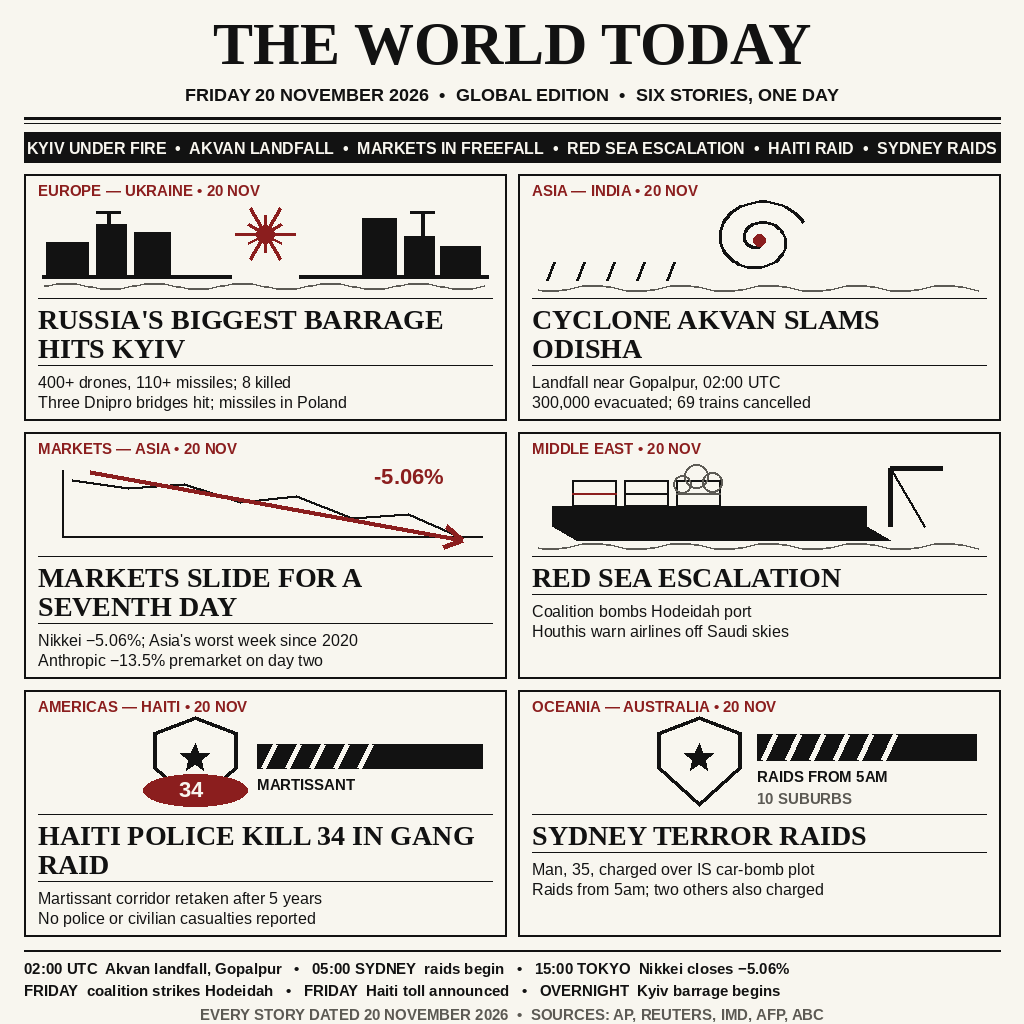 THE WORLD TODAY
FRIDAY 20 NOVEMBER 2026 • GLOBAL EDITION • SIX STORIES, ONE DAY
KYIV UNDER FIRE • AKVAN LANDFALL • MARKETS IN FREEFALL • RED SEA ESCALATION • HAITI RAID • SYDNEY RAIDS
EUROPE — UKRAINE • 20 NOV
RUSSIA'S BIGGEST BARRAGE
HITS KYIV
400+ drones, 110+ missiles; 8 killed
Three Dnipro bridges hit; missiles in Poland
ASIA — INDIA • 20 NOV
CYCLONE AKVAN SLAMS
ODISHA
Landfall near Gopalpur, 02:00 UTC
300,000 evacuated; 69 trains cancelled
MARKETS — ASIA • 20 NOV
-5.06%
MARKETS SLIDE FOR A
SEVENTH DAY
Nikkei −5.06%; Asia's worst week since 2020
Anthropic −13.5% premarket on day two
MIDDLE EAST • 20 NOV
RED SEA ESCALATION
Coalition bombs Hodeidah port
Houthis warn airlines off Saudi skies
AMERICAS — HAITI • 20 NOV
34
MARTISSANT
HAITI POLICE KILL 34 IN GANG
RAID
Martissant corridor retaken after 5 years
No police or civilian casualties reported
OCEANIA — AUSTRALIA • 20 NOV
RAIDS FROM 5AM
10 SUBURBS
SYDNEY TERROR RAIDS
Man, 35, charged over IS car-bomb plot
Raids from 5am; two others also charged
02:00 UTC Akvan landfall, Gopalpur • 05:00 SYDNEY raids begin • 15:00 TOKYO Nikkei closes −5.06%
FRIDAY coalition strikes Hodeidah • FRIDAY Haiti toll announced • OVERNIGHT Kyiv barrage begins
EVERY STORY DATED 20 NOVEMBER 2026 • SOURCES: AP, REUTERS, IMD, AFP, ABC